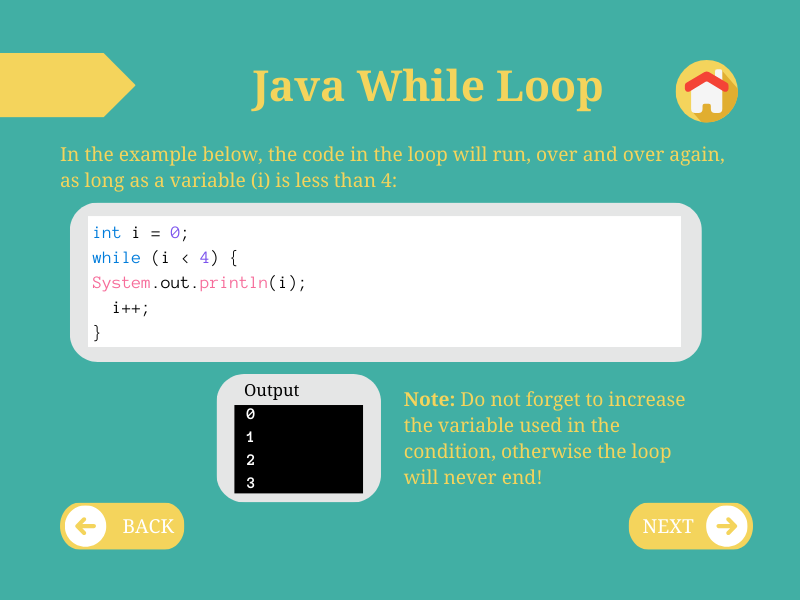 Java While Loop
In the example below, the code in the loop will run, over and over again,
as long as a variable (i) is less than 4:
int i = 0;
while (i < 4) {
System.out.println(i);
  i++;
}
Output
0
1
2
3
Note: Do not forget to increase
the variable used in the
condition, otherwise the loop
will never end!
BACK
NEXT